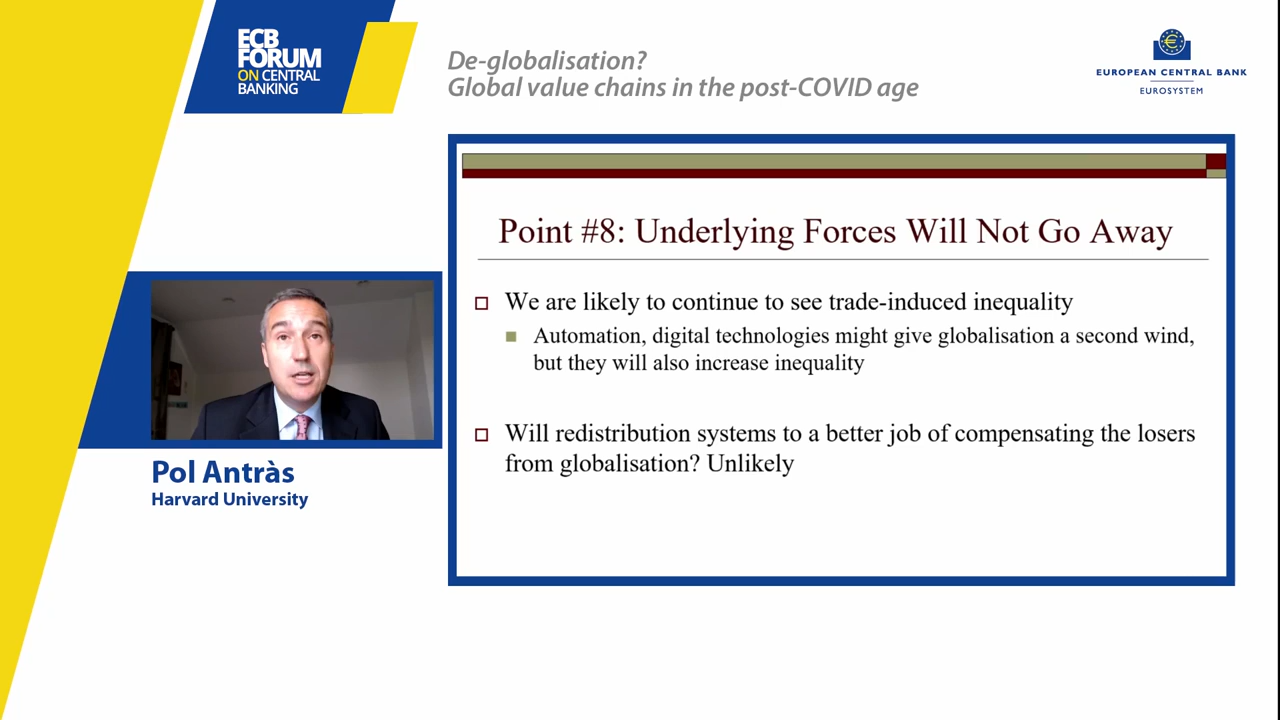 ECB
FORUM
ON CENTRAL
BANKING
De-globalisation?
Global value chains in the post-COVID age
EUROPEAN CENTRAL BANK
EUROSYSTEM
Point #8: Underlying Forces Will Not Go Away
We are likely to continue to see trade-induced inequality
Automation, digital technologies might give globalisation a second wind,
but they will also increase inequality
Will redistribution systems to a better job of compensating the losers
from globalisation? Unlikely
Pol Antràs
Harvard University